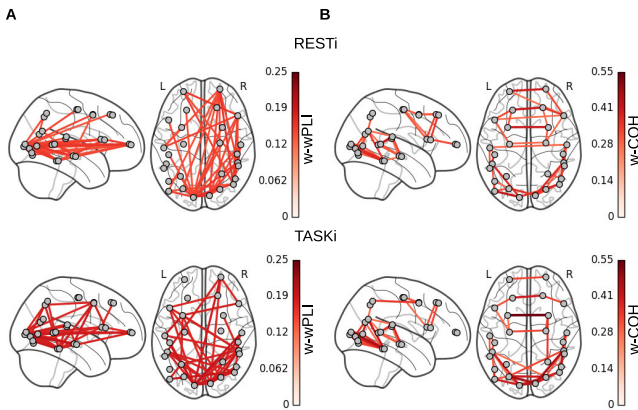 A
B
RESTi
L
R
0.25
0.19
0.12
0.062
0
w-wPLI
L
R
0.55
0.41
0.28
0.14
0
w-COH
TASKi
L
R
0.25
0.19
0.12
0.062
0
w-wPLI
L
R
0.55
0.41
0.28
0.14
0
w-COH